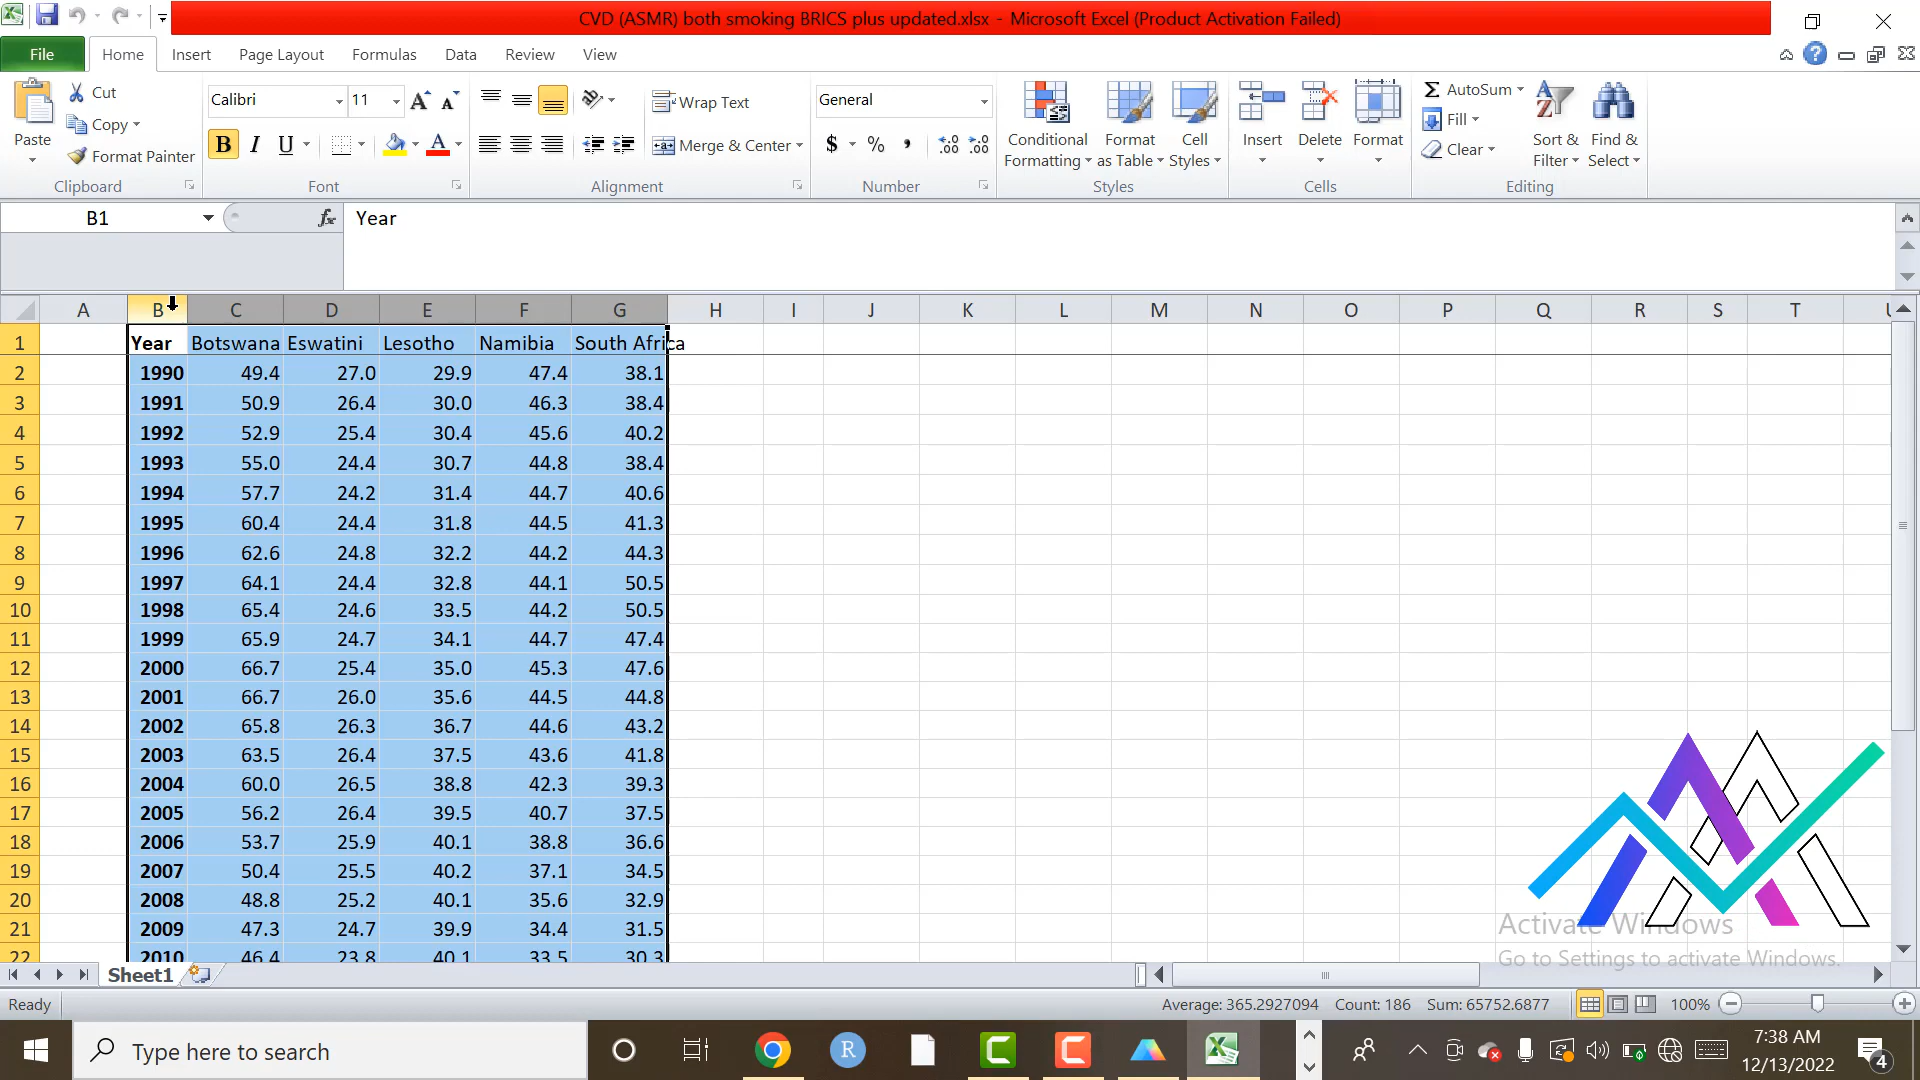 CVD (ASMR) both smoking BRICS plus updated.xlsx - Microsoft Excel (Product Activation Failed)
File Home Insert Page Layout Formulas Data Review View
Paste
Cut
Copy
Format Painter
Clipboard
Calibri 11
B I U A
Font
Wrap Text
Merge & Center
Alignment
General
$ % ,
Number
Conditional Formatting
Format as Table
Cell Styles
Styles
Insert Delete Format
Cells
Σ AutoSum
Fill
Clear
Sort & Filter
Find & Select
Editing
B1 fx Year
A B C D E F G H I J K L M N O P Q R S T U
1 Year Botswana Eswatini Lesotho Namibia South Africa
2 1990 49.4 27.0 29.9 47.4 38.1
3 1991 50.9 26.4 30.0 46.3 38.4
4 1992 52.9 25.4 30.4 45.6 40.2
5 1993 55.0 24.4 30.7 44.8 38.4
6 1994 57.7 24.2 31.4 44.7 40.6
7 1995 60.4 24.4 31.8 44.5 41.3
8 1996 62.6 24.8 32.2 44.2 44.3
9 1997 64.1 24.4 32.8 44.1 50.5
10 1998 65.4 24.6 33.5 44.2 50.5
11 1999 65.9 24.7 34.1 44.7 47.4
12 2000 66.7 25.4 35.0 45.3 47.6
13 2001 66.7 26.0 35.6 44.5 44.8
14 2002 65.8 26.3 36.7 44.6 43.2
15 2003 63.5 26.4 37.5 43.6 41.8
16 2004 60.0 26.5 38.8 42.3 39.3
17 2005 56.2 26.4 39.5 40.7 37.5
18 2006 53.7 25.9 40.1 38.8 36.6
19 2007 50.4 25.5 40.2 37.1 34.5
20 2008 48.8 25.2 40.1 35.6 32.9
21 2009 47.3 24.7 39.9 34.4 31.5
22 2010 46.4 23.8 40.1 33.5 30.3
Activate Windows
Go to Settings to activate Windows.
Sheet1
Ready Average: 365.2927094 Count: 186 Sum: 65752.6877 100%
Type here to search
7:38 AM
12/13/2022
4